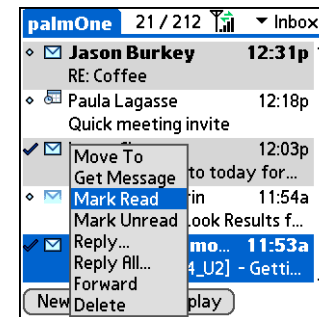 palmOne 21 / 212 Inbox
Jason Burkey 12:31p
RE: Coffee
Paula Lagasse 12:18p
Quick meeting invite
12:03p
to today for...
11:54a
Look Results f...
mo... 11:53a
4_U2] - Getti...
Move To
Get Message
Mark Read
Mark Unread
Reply...
Reply All...
Forward
Delete
New play